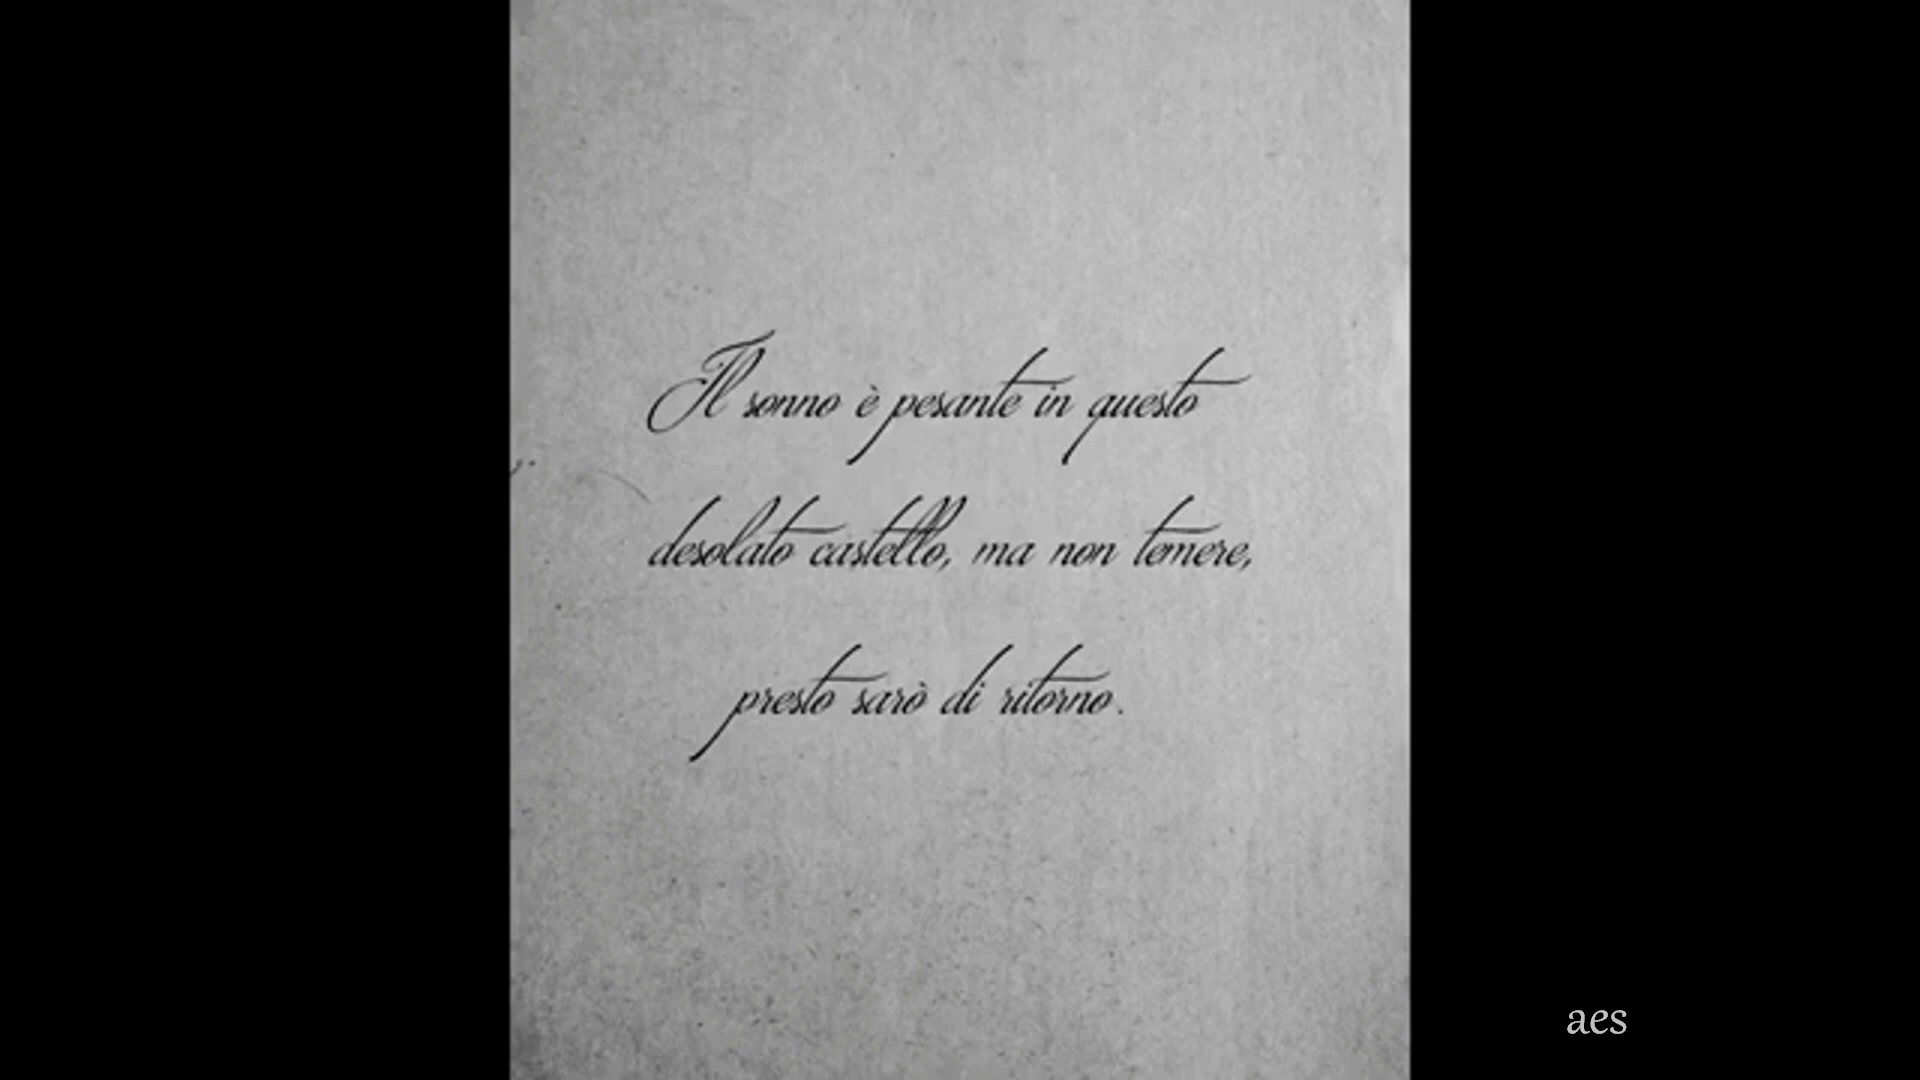 Il sonno è pesante in questo
desolato castello, ma non temere,
presto sarò di ritorno.
aes